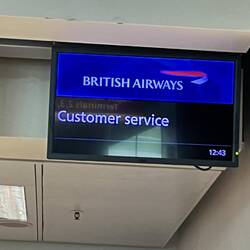 BRITISH AIRWAYS
Customer service
12:43